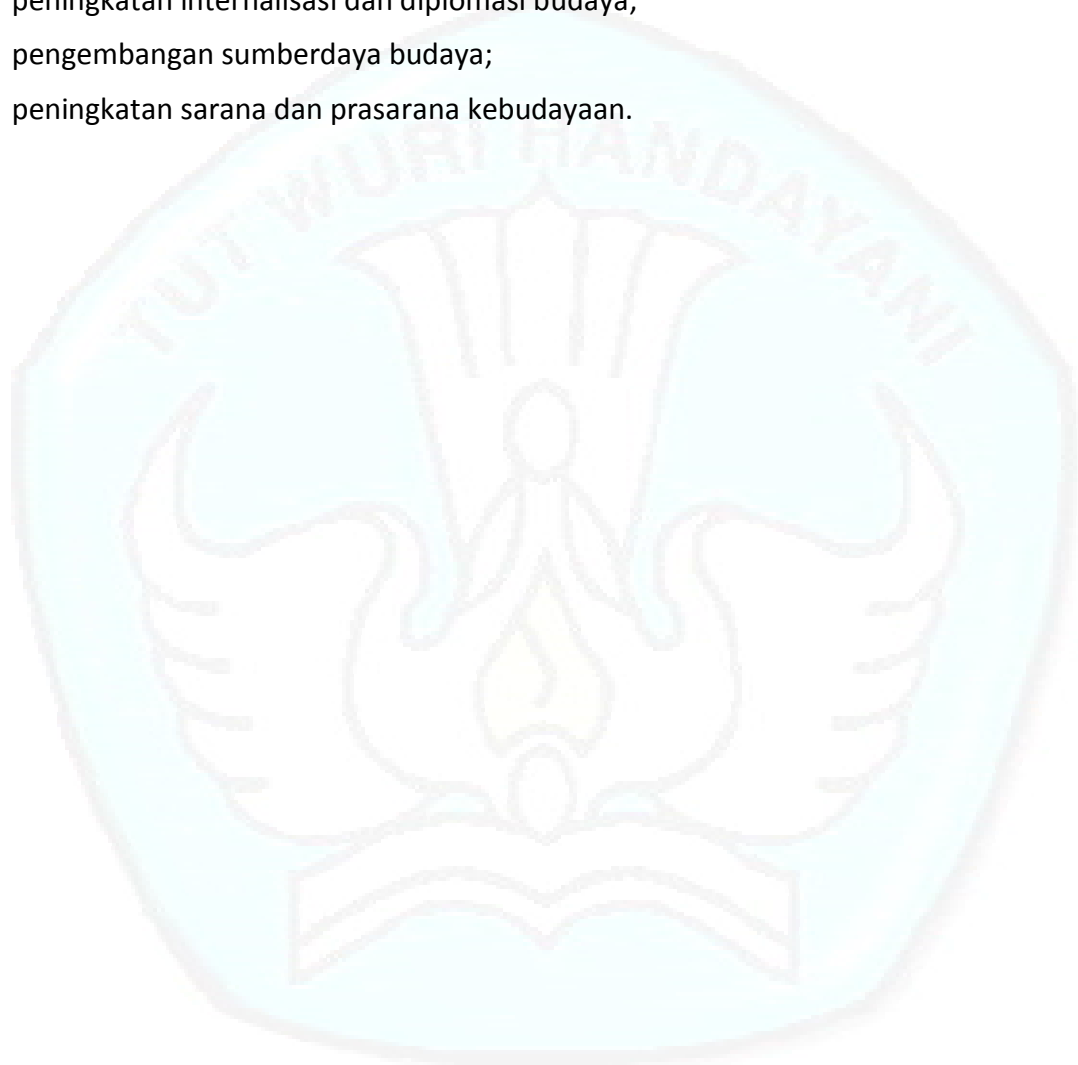 peningkatan internalisasi dan diplomasi budaya;
pengembangan sumberdaya budaya;
peningkatan sarana dan prasarana kebudayaan.
TUT WURI HANDAYANI